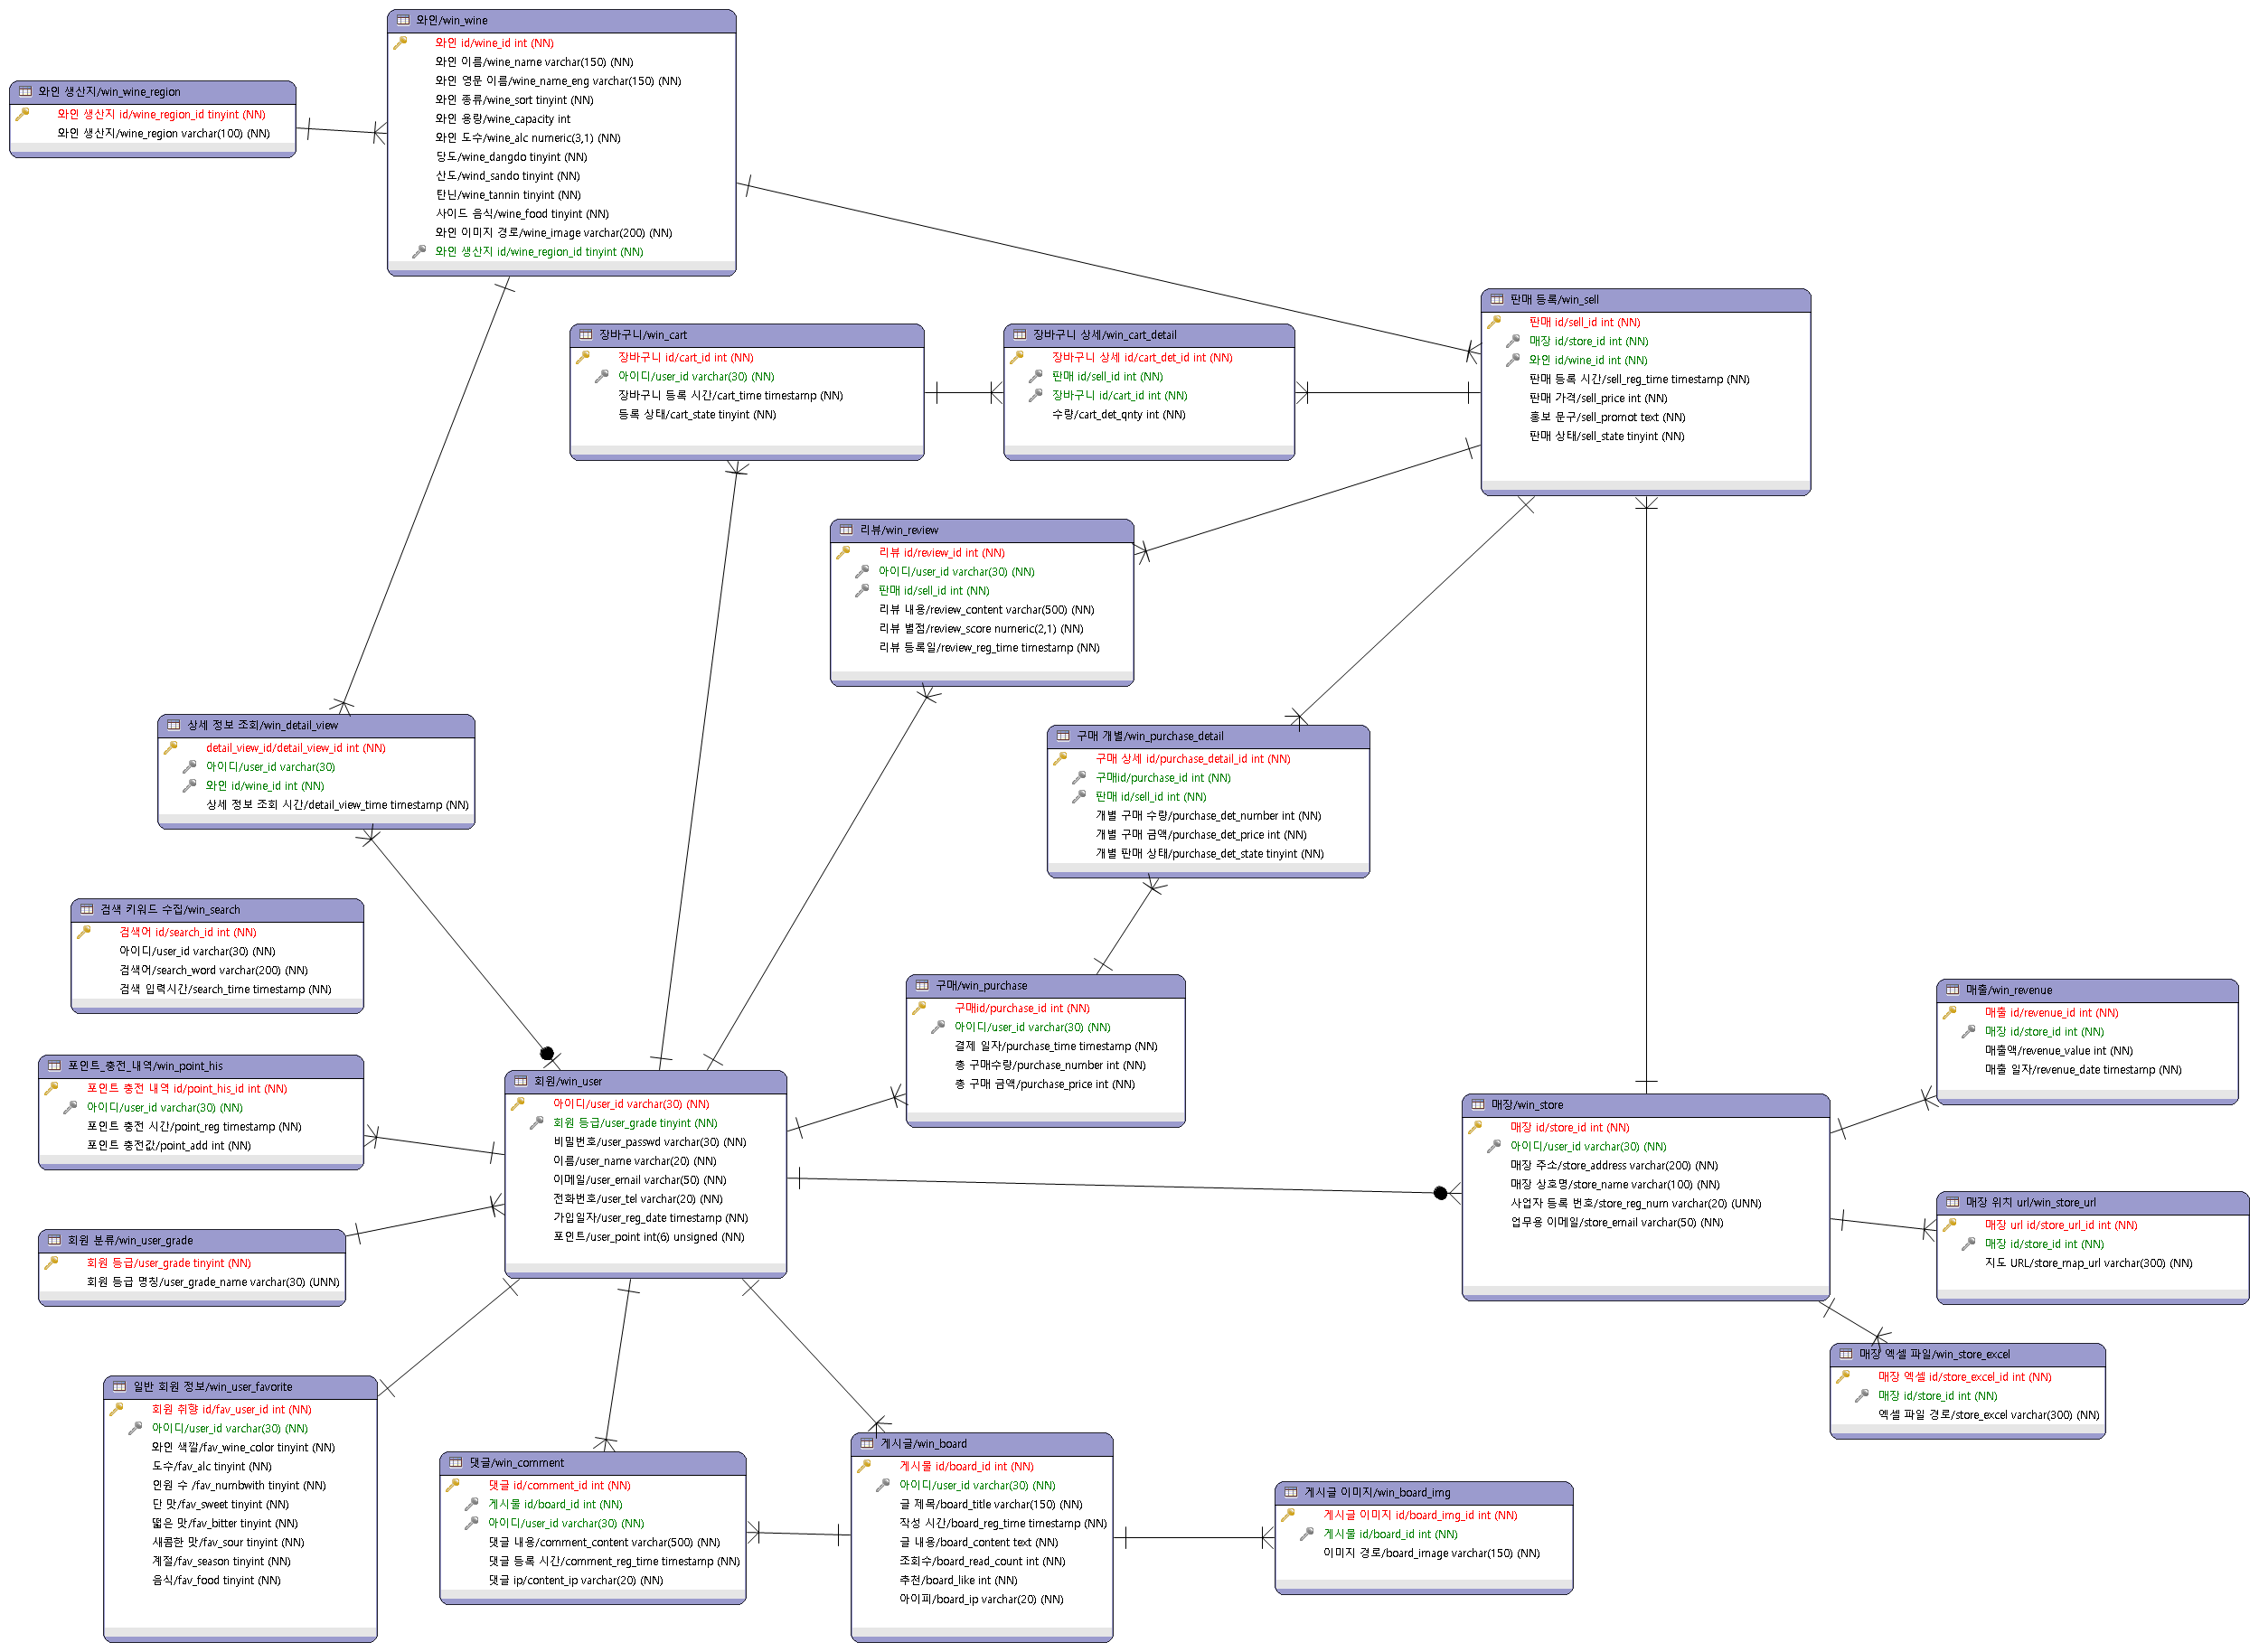 와인/win_wine
와인 id/wine_id int (NN)
와인 이름/wine_name varchar(150) (NN)
와인 영문 이름/wine_name_eng varchar(150) (NN)
와인 종류/wine_sort tinyint (NN)
와인 용량/wine_capacity int
와인 도수/wine_alc numeric(3,1) (NN)
당도/wine_dangdo tinyint (NN)
산도/wind_sando tinyint (NN)
탄닌/wine_tannin tinyint (NN)
사이드 음식/wine_food tinyint (NN)
와인 이미지 경로/wine_image varchar(200) (NN)
와인 생산지 id/wine_region_id tinyint (NN)
와인 생산지/win_wine_region
와인 생산지 id/wine_region_id tinyint (NN)
와인 생산지/wine_region varchar(100) (NN)
판매 등록/win_sell
판매 id/sell_id int (NN)
매장 id/store_id int (NN)
와인 id/wine_id int (NN)
판매 등록 시간/sell_reg_time timestamp (NN)
판매 가격/sell_price int (NN)
홍보 문구/sell_promot text (NN)
판매 상태/sell_state tinyint (NN)
장바구니/win_cart
장바구니 id/cart_id int (NN)
아이디/user_id varchar(30) (NN)
장바구니 등록 시간/cart_time timestamp (NN)
등록 상태/cart_state tinyint (NN)
장바구니 상세/win_cart_detail
장바구니 상세 id/cart_det_id int (NN)
판매 id/sell_id int (NN)
장바구니 id/cart_id int (NN)
수량/cart_det_qnty int (NN)
리뷰/win_review
리뷰 id/review_id int (NN)
아이디/user_id varchar(30) (NN)
판매 id/sell_id int (NN)
리뷰 내용/review_content varchar(500) (NN)
리뷰 별점/review_score numeric(2,1) (NN)
리뷰 등록일/review_reg_time timestamp (NN)
상세 정보 조회/win_detail_view
detail_view_id/detail_view_id int (NN)
아이디/user_id varchar(30)
와인 id/wine_id int (NN)
상세 정보 조회 시간/detail_view_time timestamp (NN)
구매 개별/win_purchase_detail
구매 상세 id/purchase_detail_id int (NN)
구매id/purchase_id int (NN)
판매 id/sell_id int (NN)
개별 구매 수량/purchase_det_number int (NN)
개별 구매 금액/purchase_det_price int (NN)
개별 판매 상태/purchase_det_state tinyint (NN)
검색 키워드 수집/win_search
검색어 id/search_id int (NN)
아이디/user_id varchar(30) (NN)
검색어/search_word varchar(200) (NN)
검색 입력시간/search_time timestamp (NN)
구매/win_purchase
구매id/purchase_id int (NN)
아이디/user_id varchar(30) (NN)
결제 일자/purchase_time timestamp (NN)
총 구매수량/purchase_number int (NN)
총 구매 금액/purchase_price int (NN)
매출/win_revenue
매출 id/revenue_id int (NN)
매장 id/store_id int (NN)
매출액/revenue_value int (NN)
매출 일자/revenue_date timestamp (NN)
포인트_충전_내역/win_point_his
포인트 충전 내역 id/point_his_id int (NN)
아이디/user_id varchar(30) (NN)
포인트 충전 시간/point_reg timestamp (NN)
포인트 충전값/point_add int (NN)
회원/win_user
아이디/user_id varchar(30) (NN)
회원 등급/user_grade tinyint (NN)
비밀번호/user_passwd varchar(30) (NN)
이름/user_name varchar(20) (NN)
이메일/user_email varchar(50) (NN)
전화번호/user_tel varchar(20) (NN)
가입일자/user_reg_date timestamp (NN)
포인트/user_point int(6) unsigned (NN)
매장/win_store
매장 id/store_id int (NN)
아이디/user_id varchar(30) (NN)
매장 주소/store_address varchar(200) (NN)
매장 상호명/store_name varchar(100) (NN)
사업자 등록 번호/store_reg_num varchar(20) (UNN)
업무용 이메일/store_email varchar(50) (NN)
매장 위치 url/win_store_url
매장 url id/store_url_id int (NN)
매장 id/store_id int (NN)
지도 URL/store_map_url varchar(300) (NN)
회원 분류/win_user_grade
회원 등급/user_grade tinyint (NN)
회원 등급 명칭/user_grade_name varchar(30) (UNN)
매장 엑셀 파일/win_store_excel
매장 엑셀 id/store_excel_id int (NN)
매장 id/store_id int (NN)
엑셀 파일 경로/store_excel varchar(300) (NN)
일반 회원 정보/win_user_favorite
회원 취향 id/fav_user_id int (NN)
아이디/user_id varchar(30) (NN)
와인 색깔/fav_wine_color tinyint (NN)
도수/fav_alc tinyint (NN)
인원 수 /fav_numbwith tinyint (NN)
단 맛/fav_sweet tinyint (NN)
떫은 맛/fav_bitter tinyint (NN)
새콤한 맛/fav_sour tinyint (NN)
계절/fav_season tinyint (NN)
음식/fav_food tinyint (NN)
댓글/win_comment
댓글 id/comment_id int (NN)
게시물 id/board_id int (NN)
아이디/user_id varchar(30) (NN)
댓글 내용/comment_content varchar(500) (NN)
댓글 등록 시간/comment_reg_time timestamp (NN)
댓글 ip/content_ip varchar(20) (NN)
게시글/win_board
게시물 id/board_id int (NN)
아이디/user_id varchar(30) (NN)
글 제목/board_title varchar(150) (NN)
작성 시간/board_reg_time timestamp (NN)
글 내용/board_content text (NN)
조회수/board_read_count int (NN)
추천/board_like int (NN)
아이피/board_ip varchar(20) (NN)
게시글 이미지/win_board_img
게시글 이미지 id/board_img_id int (NN)
게시물 id/board_id int (NN)
이미지 경로/board_image varchar(150) (NN)